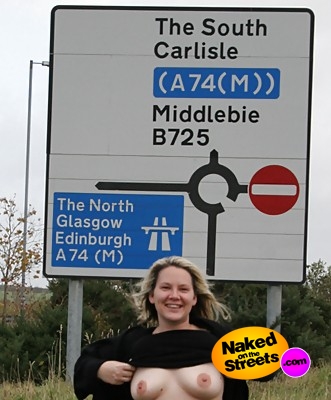 The South
Carlisle
(A74(M))
Middlebie
B725
The North
Glasgow
Edinburgh
A74 (M)
Naked
on the
Streets
.com